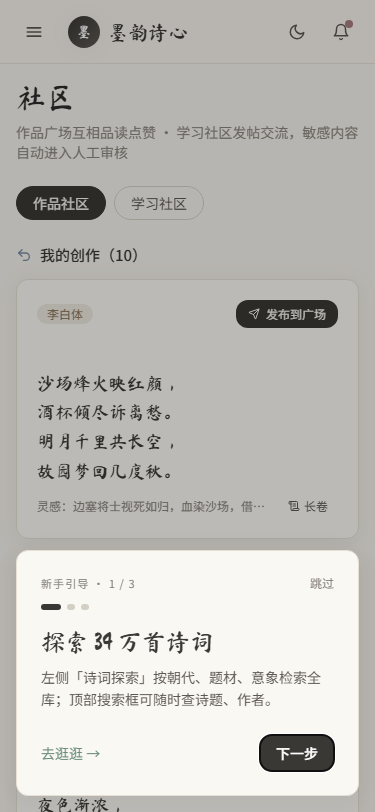 墨 墨韵诗心
社区
作品广场互相品读点赞 · 学习社区发帖交流，敏感内容
自动进入人工审核
作品社区 学习社区
我的创作（10）
李白体 发布到广场
沙场烽火映红颜，
酒杯倾尽诉离愁。
明月千里共长空，
故园梦回几度秋。
灵感：边塞将士视死如归，血染沙场，借… 长卷
新手引导 · 1 / 3 跳过
探索 34 万首诗词
左侧「诗词探索」按朝代、题材、意象检索全
库；顶部搜索框可随时查诗题、作者。
去逛逛 → 下一步
夜色渐浓，